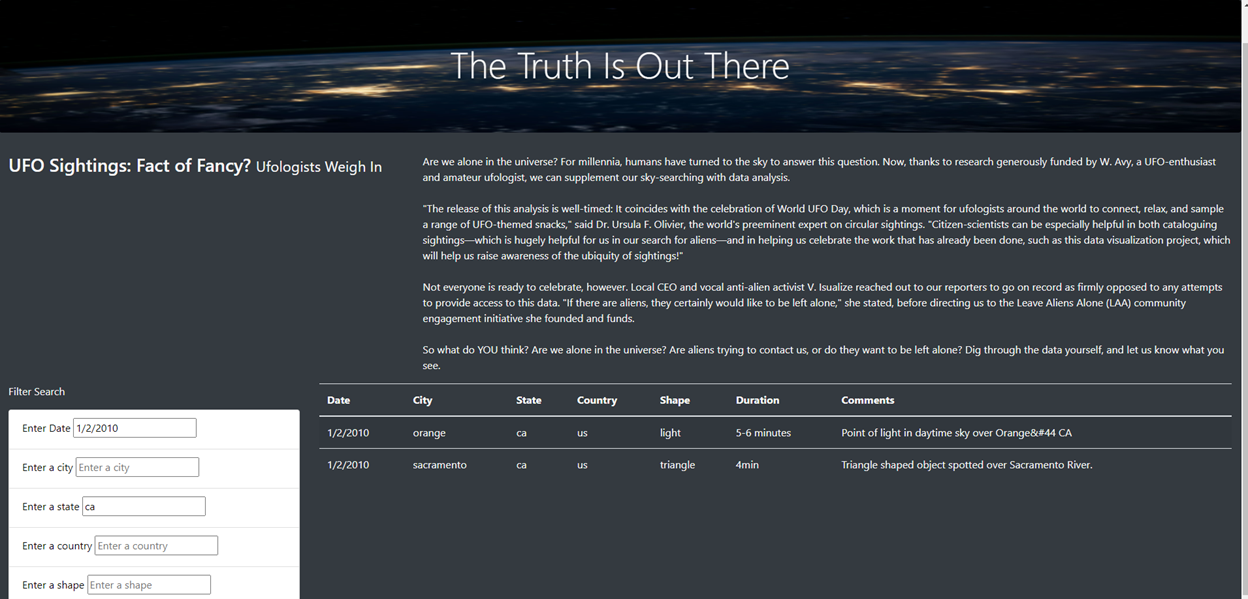 The Truth Is Out There
UFO Sightings: Fact of Fancy? Ufologists Weigh In
Are we alone in the universe? For millennia, humans have turned to the sky to answer this question. Now, thanks to research generously funded by W. Avy, a UFO-enthusiast
and amateur ufologist, we can supplement our sky-searching with data analysis.
"The release of this analysis is well-timed: It coincides with the celebration of World UFO Day, which is a moment for ufologists around the world to connect, relax, and sample
a range of UFO-themed snacks," said Dr. Ursula F. Olivier, the world's preeminent expert on circular sightings. "Citizen-scientists can be especially helpful in both cataloguing
sightings—which is hugely helpful for us in our search for aliens—and in helping us celebrate the work that has already been done, such as this data visualization project, which
will help us raise awareness of the ubiquity of sightings!"
Not everyone is ready to celebrate, however. Local CEO and vocal anti-alien activist V. Isualize reached out to our reporters to go on record as firmly opposed to any attempts
to provide access to this data. "If there are aliens, they certainly would like to be left alone," she stated, before directing us to the Leave Aliens Alone (LAA) community
engagement initiative she founded and funds.
So what do YOU think? Are we alone in the universe? Are aliens trying to contact us, or do they want to be left alone? Dig through the data yourself, and let us know what you
see.
Filter Search
Enter Date 1/2/2010
Enter a city Enter a city
Enter a state ca
Enter a country Enter a country
Enter a shape Enter a shape
Date City State Country Shape Duration Comments
1/2/2010 orange ca us light 5-6 minutes Point of light in daytime sky over Orange&#44 CA
1/2/2010 sacramento ca us triangle 4min Triangle shaped object spotted over Sacramento River.